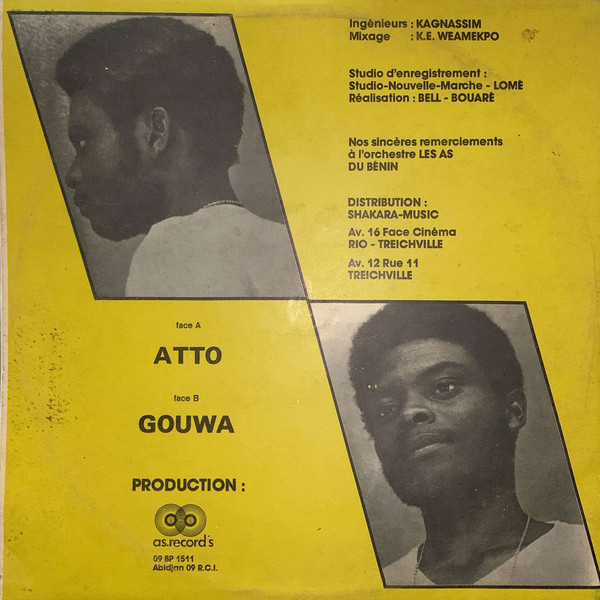 Ingénieurs : KAGNASSIM
Mixage : K.E. WEAMEKPO
Studio d'enregistrement :
Studio-Nouvelle-Marche - LOMÉ
Réalisation : BELL - BOUARÉ
Nos sincères remerciements
à l'orchestre LES AS
DU BÉNIN
DISTRIBUTION :
SHAKARA-MUSIC
Av. 16 Face Cinéma
RIO - TREICHVILLE
Av. 12 Rue 11
TREICHVILLE
face A
ATTO
face B
GOUWA
PRODUCTION :
as.record's
09 BP 1511
Abidjan 09 R.C.I.